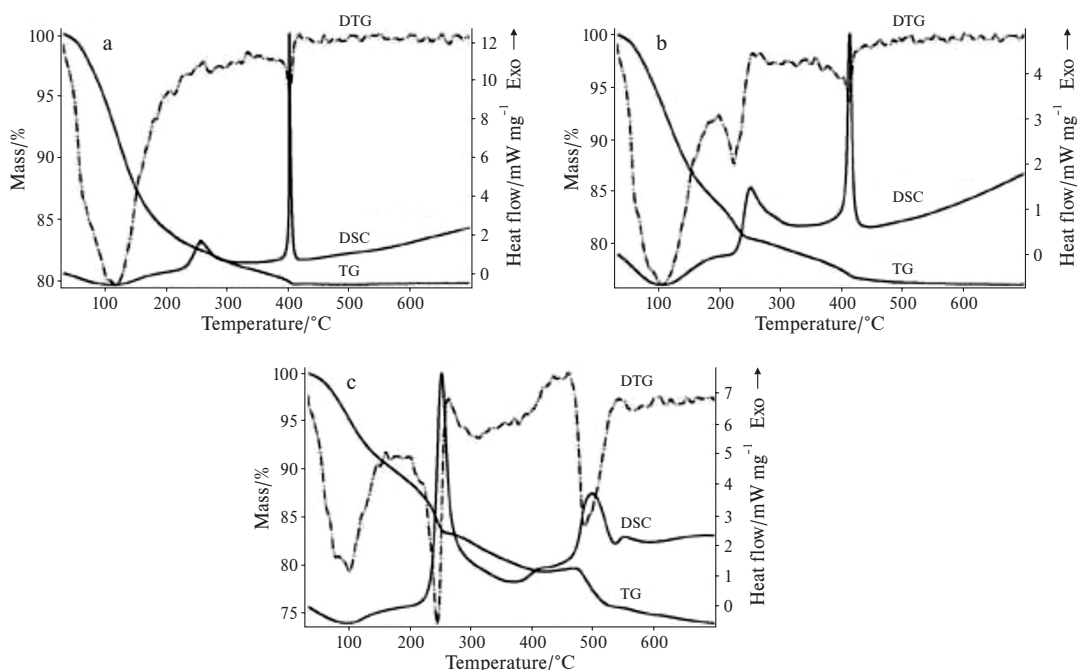 a
DTG
DSC
TG
100
95
90
85
80
Mass/%
12
10
8
6
4
2
0
Heat flow/mW mg⁻¹ Exo →
100 200 300 400 500 600
Temperature/°C
b
DTG
DSC
TG
100
95
90
85
80
Mass/%
4
3
2
1
0
Heat flow/mW mg⁻¹ Exo →
100 200 300 400 500 600
Temperature/°C
c
DTG
DSC
TG
100
95
90
85
80
75
Mass/%
7
6
5
4
3
2
1
0
Heat flow/mW mg⁻¹ Exo →
100 200 300 400 500 600
Temperature/°C